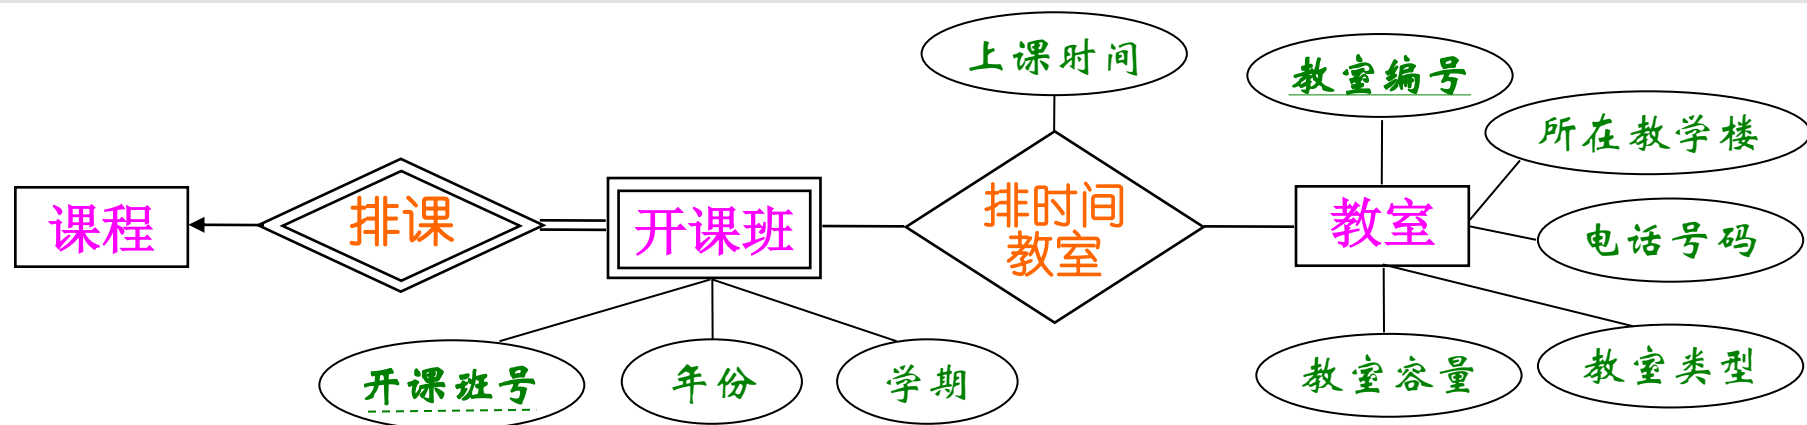 上课时间
教室编号
所在教学楼
课程
排课
开课班
排时间
教室
教室
电话号码
开课班号
年份
学期
教室容量
教室类型